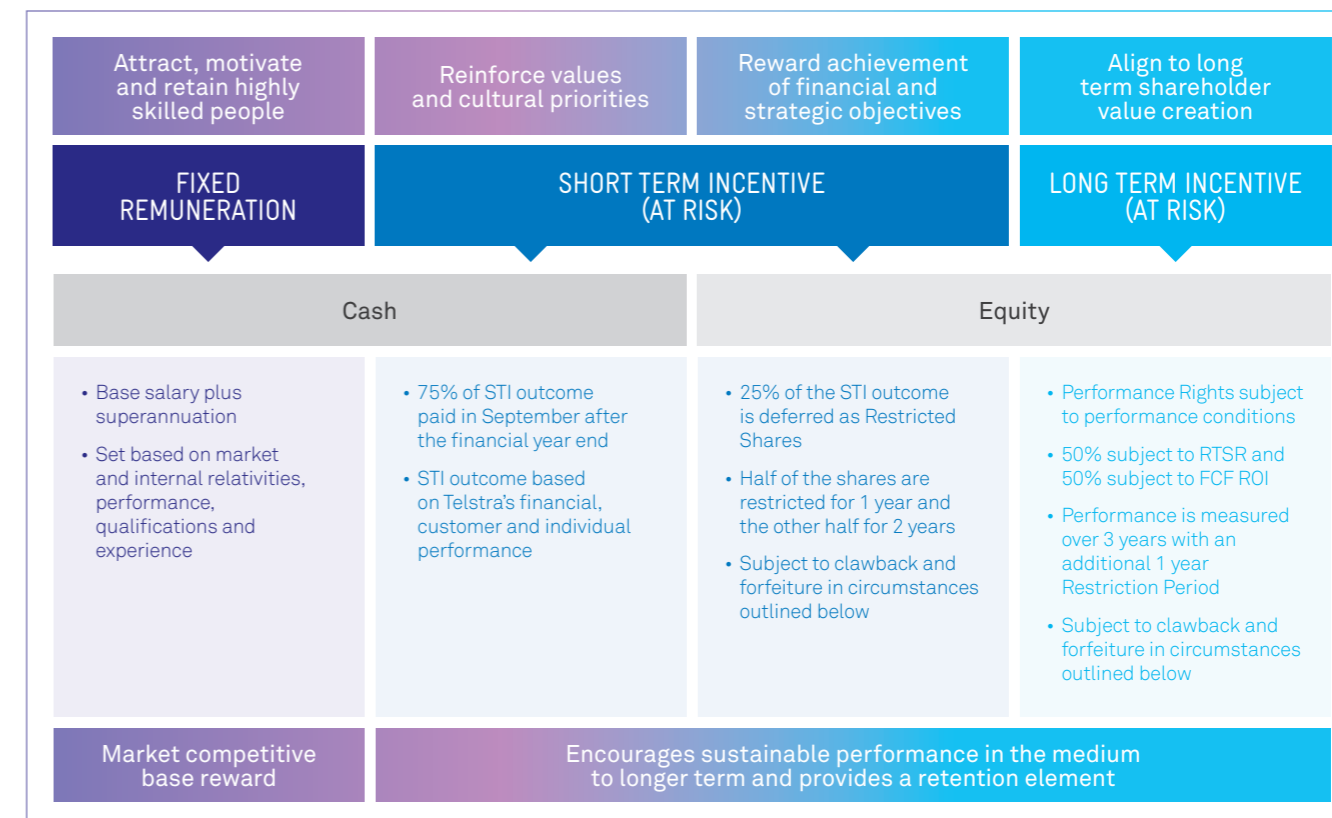 Attract, motivate
and retain highly
skilled people
Reinforce values
and cultural priorities
Reward achievement
of financial and
strategic objectives
Align to long
term shareholder
value creation
FIXED
REMUNERATION
SHORT TERM INCENTIVE
(AT RISK)
LONG TERM INCENTIVE
(AT RISK)
Cash
Equity
• Base salary plus
superannuation
• Set based on market
and internal relativities,
performance,
qualifications and
experience
• 75% of STI outcome
paid in September after
the financial year end
• STI outcome based
on Telstra's financial,
customer and individual
performance
• 25% of the STI outcome
is deferred as Restricted
Shares
• Half of the shares are
restricted for 1 year and
the other half for 2 years
• Subject to clawback and
forfeiture in circumstances
outlined below
• Performance Rights subject
to performance conditions
• 50% subject to RTSR and
50% subject to FCF ROI
• Performance is measured
over 3 years with an
additional 1 year
Restriction Period
• Subject to clawback and
forfeiture in circumstances
outlined below
Market competitive
base reward
Encourages sustainable performance in the medium
to longer term and provides a retention element